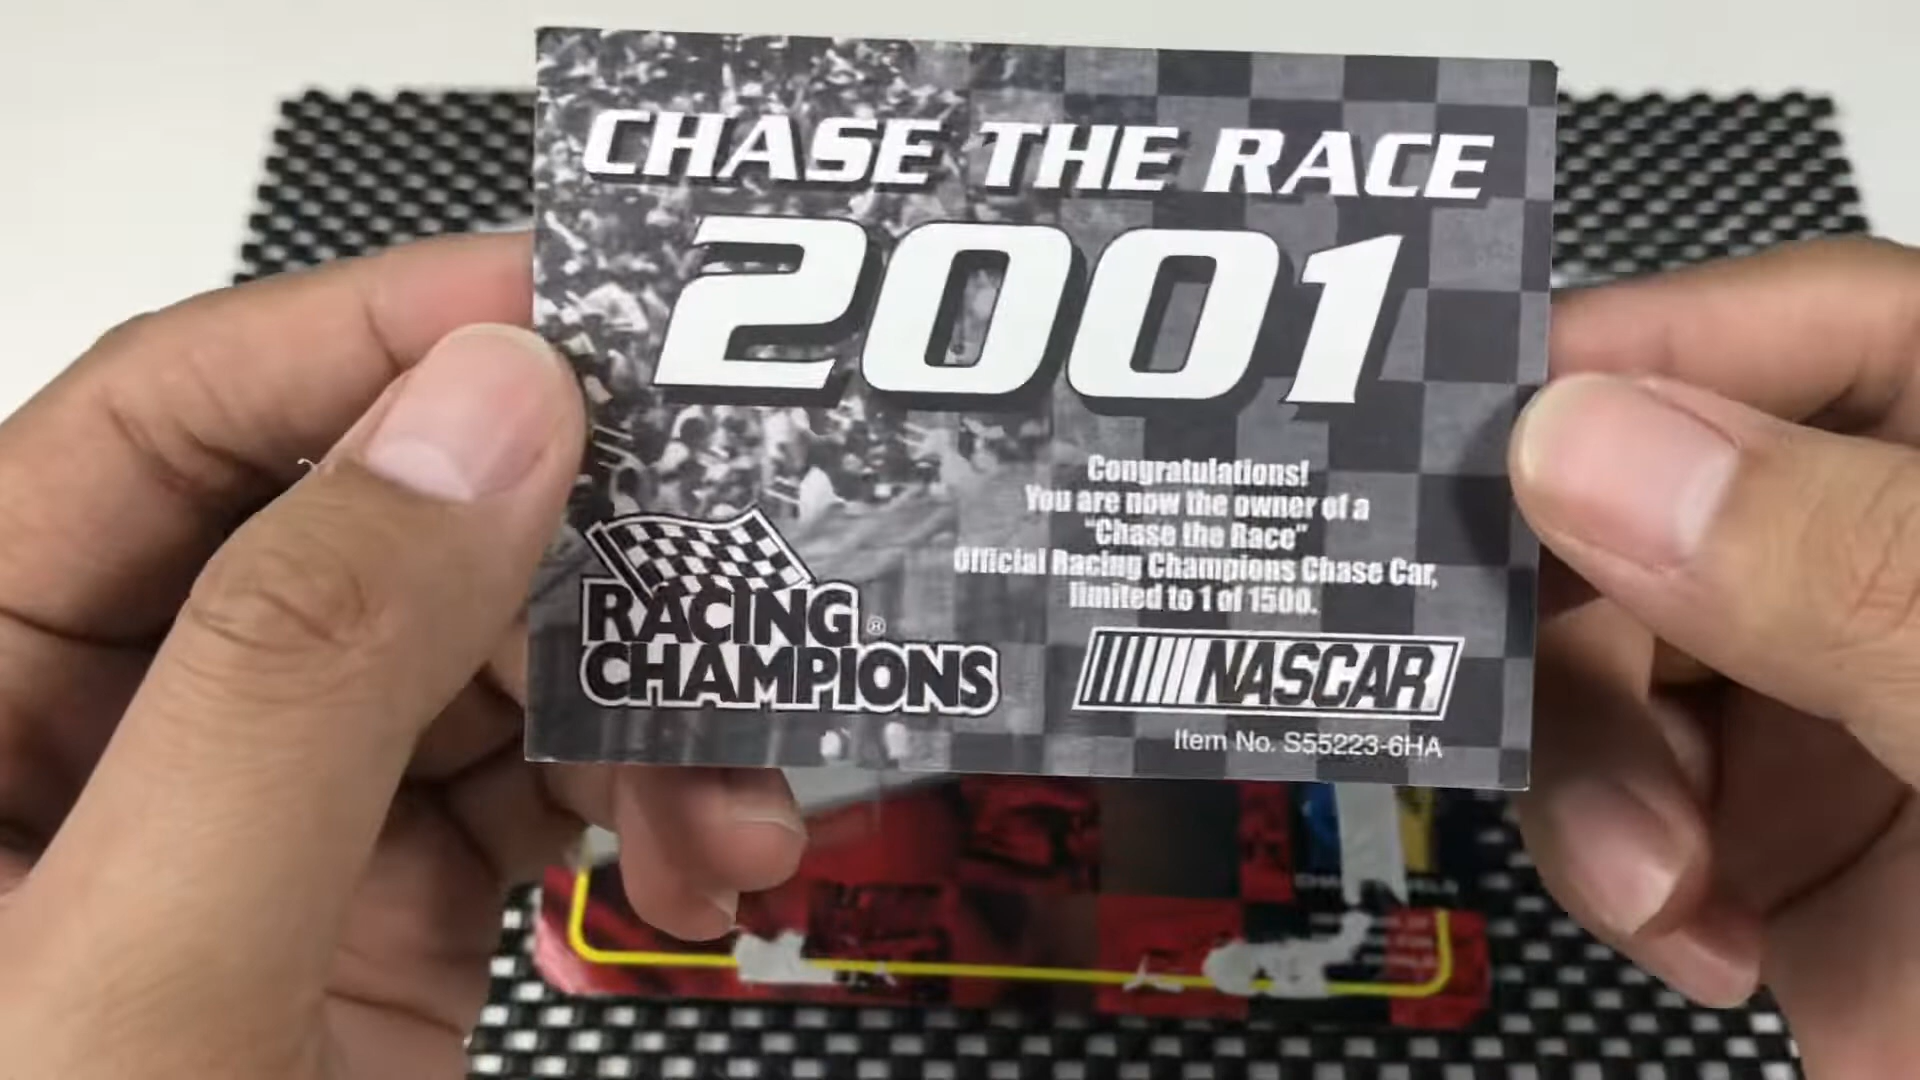 CHASE THE RACE
2001
Congratulations!
You are now the owner of a
"Chase the Race"
Official Racing Champions Chase Car,
limited to 1 of 1500.
RACING ®
CHAMPIONS
NASCAR
Item No. S55223-6HA